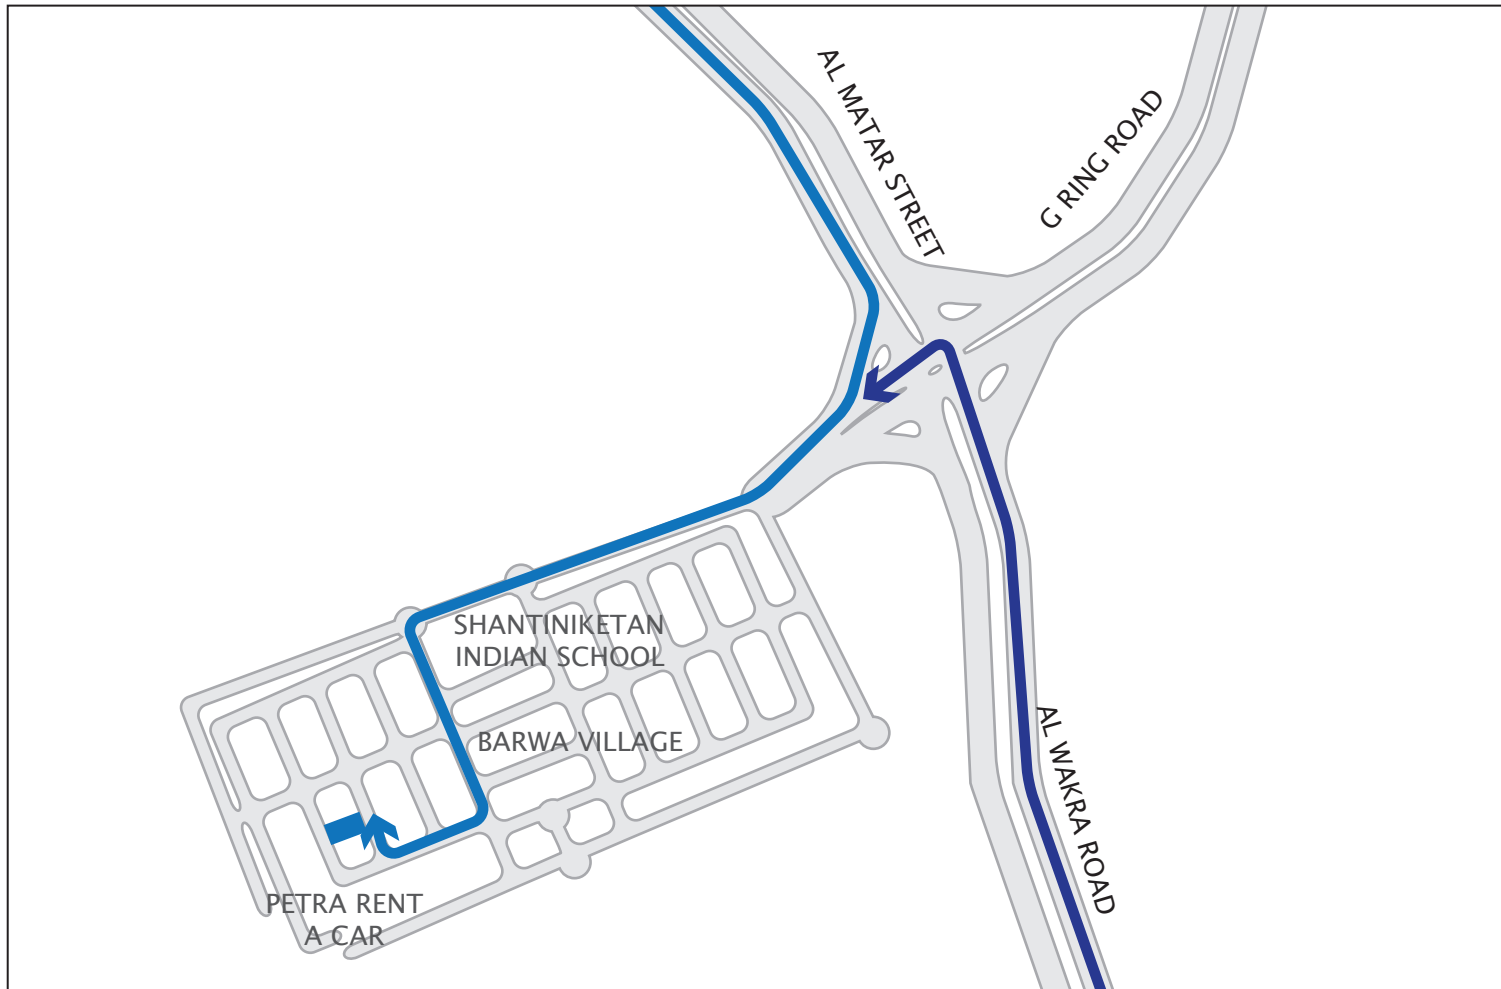 AL MATAR STREET
G RING ROAD
SHANTINIKETAN
INDIAN SCHOOL
BARWA VILLAGE
AL WAKRA ROAD
PETRA RENT
A CAR